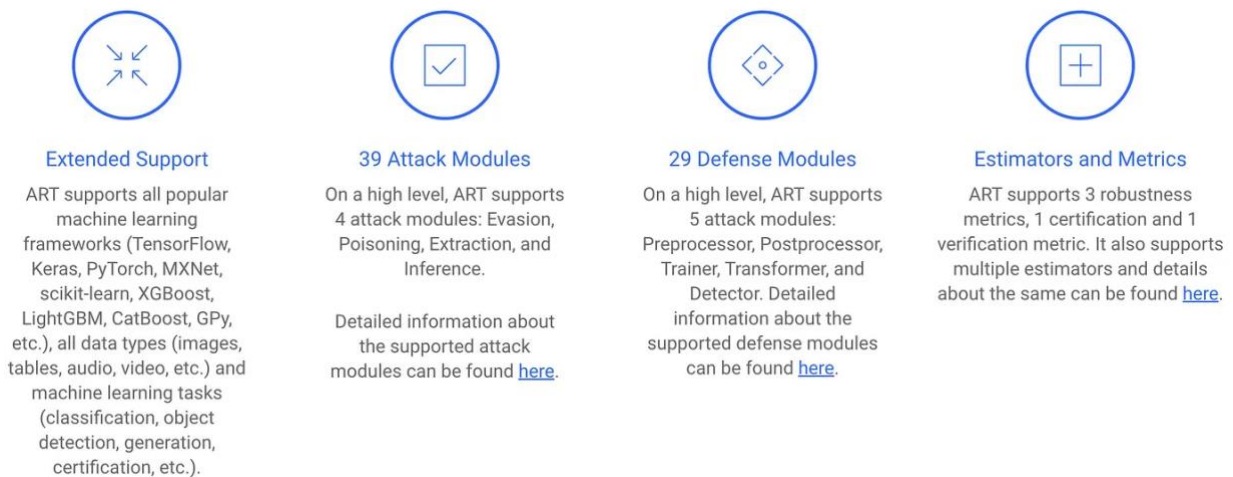 Extended Support
ART supports all popular
machine learning
frameworks (TensorFlow,
Keras, PyTorch, MXNet,
scikit-learn, XGBoost,
LightGBM, CatBoost, GPy,
etc.), all data types (images,
tables, audio, video, etc.) and
machine learning tasks
(classification, object
detection, generation,
certification, etc.).
39 Attack Modules
On a high level, ART supports
4 attack modules: Evasion,
Poisoning, Extraction, and
Inference.
Detailed information about
the supported attack
modules can be found here.
29 Defense Modules
On a high level, ART supports
5 attack modules:
Preprocessor, Postprocessor,
Trainer, Transformer, and
Detector. Detailed
information about the
supported defense modules
can be found here.
Estimators and Metrics
ART supports 3 robustness
metrics, 1 certification and 1
verification metric. It also supports
multiple estimators and details
about the same can be found here.